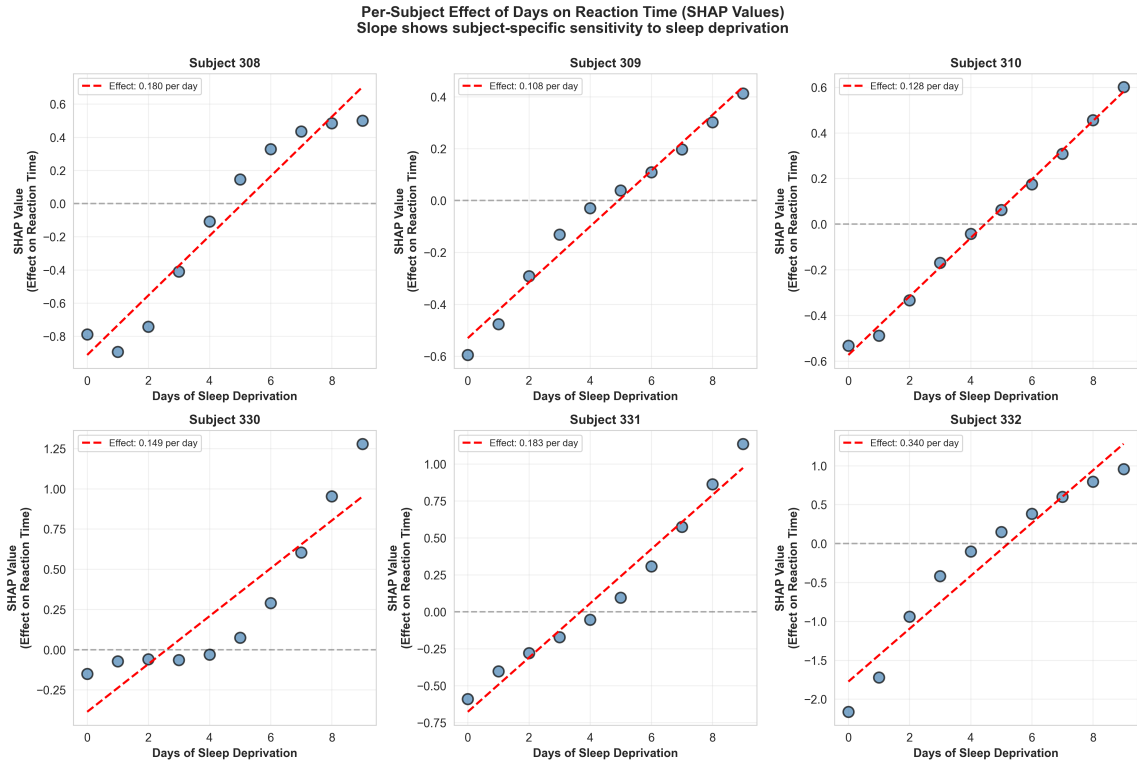 Per-Subject Effect of Days on Reaction Time (SHAP Values)
Slope shows subject-specific sensitivity to sleep deprivation
Subject 308
Effect: 0.180 per day
0.6
0.4
0.2
0.0
−0.2
−0.4
−0.6
−0.8
SHAP Value
(Effect on Reaction Time)
0 2 4 6 8
Days of Sleep Deprivation
Subject 309
Effect: 0.108 per day
0.4
0.2
0.0
−0.2
−0.4
−0.6
SHAP Value
(Effect on Reaction Time)
0 2 4 6 8
Days of Sleep Deprivation
Subject 310
Effect: 0.128 per day
0.6
0.4
0.2
0.0
−0.2
−0.4
−0.6
SHAP Value
(Effect on Reaction Time)
0 2 4 6 8
Days of Sleep Deprivation
Subject 330
Effect: 0.149 per day
1.25
1.00
0.75
0.50
0.25
0.00
−0.25
SHAP Value
(Effect on Reaction Time)
0 2 4 6 8
Days of Sleep Deprivation
Subject 331
Effect: 0.183 per day
1.00
0.75
0.50
0.25
0.00
−0.25
−0.50
−0.75
SHAP Value
(Effect on Reaction Time)
0 2 4 6 8
Days of Sleep Deprivation
Subject 332
Effect: 0.340 per day
1.0
0.5
0.0
−0.5
−1.0
−1.5
−2.0
SHAP Value
(Effect on Reaction Time)
0 2 4 6 8
Days of Sleep Deprivation